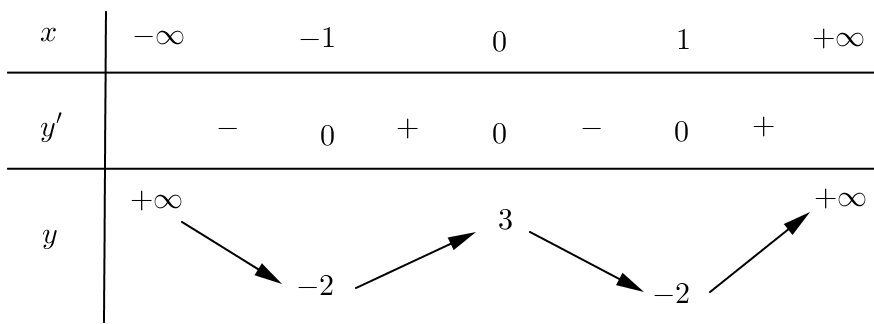 x −∞ −1 0 1 +∞
y′ − 0 + 0 − 0 +
+∞ 3 +∞
y −2 −2